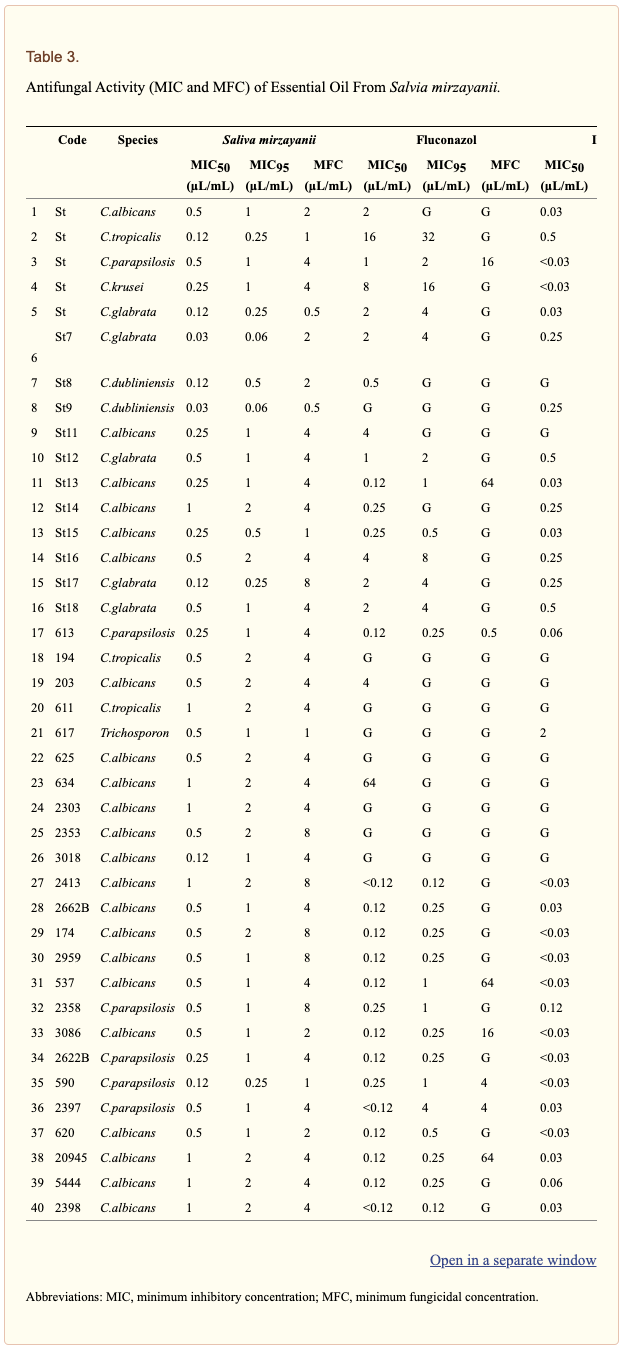 Table 3.
Antifungal Activity (MIC and MFC) of Essential Oil From Salvia mirzayanii.
Code Species Saliva mirzayanii Fluconazol I
MIC50 MIC95 MFC MIC50 MIC95 MFC MIC50
(μL/mL) (μL/mL) (μL/mL) (μL/mL) (μL/mL) (μL/mL) (μL/mL)
1 St C.albicans 0.5 1 2 2 G G 0.03
2 St C.tropicalis 0.12 0.25 1 16 32 G 0.5
3 St C.parapsilosis 0.5 1 4 1 2 16 <0.03
4 St C.krusei 0.25 1 4 8 16 G <0.03
5 St C.glabrata 0.12 0.25 0.5 2 4 G 0.03
St7 C.glabrata 0.03 0.06 2 2 4 G 0.25
6
7 St8 C.dubliniensis 0.12 0.5 2 0.5 G G G
8 St9 C.dubliniensis 0.03 0.06 0.5 G G G 0.25
9 St11 C.albicans 0.25 1 4 4 G G G
10 St12 C.glabrata 0.5 1 4 1 2 G 0.5
11 St13 C.albicans 0.25 1 4 0.12 1 64 0.03
12 St14 C.albicans 1 2 4 0.25 G G 0.25
13 St15 C.albicans 0.25 0.5 1 0.25 0.5 G 0.03
14 St16 C.albicans 0.5 2 4 4 8 G 0.25
15 St17 C.glabrata 0.12 0.25 8 2 4 G 0.25
16 St18 C.glabrata 0.5 1 4 2 4 G 0.5
17 613 C.parapsilosis 0.25 1 4 0.12 0.25 0.5 0.06
18 194 C.tropicalis 0.5 2 4 G G G G
19 203 C.albicans 0.5 2 4 4 G G G
20 611 C.tropicalis 1 2 4 G G G G
21 617 Trichosporon 0.5 1 1 G G G 2
22 625 C.albicans 0.5 2 4 G G G G
23 634 C.albicans 1 2 4 64 G G G
24 2303 C.albicans 1 2 4 G G G G
25 2353 C.albicans 0.5 2 8 G G G G
26 3018 C.albicans 0.12 1 4 G G G G
27 2413 C.albicans 1 2 8 <0.12 0.12 G <0.03
28 2662B C.albicans 0.5 1 4 0.12 0.25 G 0.03
29 174 C.albicans 0.5 2 8 0.12 0.25 G <0.03
30 2959 C.albicans 0.5 1 8 0.12 0.25 G <0.03
31 537 C.albicans 0.5 1 4 0.12 1 64 <0.03
32 2358 C.parapsilosis 0.5 1 8 0.25 1 G 0.12
33 3086 C.albicans 0.5 1 2 0.12 0.25 16 <0.03
34 2622B C.parapsilosis 0.25 1 4 0.12 0.25 G <0.03
35 590 C.parapsilosis 0.12 0.25 1 0.25 1 4 <0.03
36 2397 C.parapsilosis 0.5 1 4 <0.12 4 4 0.03
37 620 C.albicans 0.5 1 2 0.12 0.5 G <0.03
38 20945 C.albicans 1 2 4 0.12 0.25 64 0.03
39 5444 C.albicans 1 2 4 0.12 0.25 G 0.06
40 2398 C.albicans 1 2 4 <0.12 0.12 G 0.03
Open in a separate window
Abbreviations: MIC, minimum inhibitory concentration; MFC, minimum fungicidal concentration.